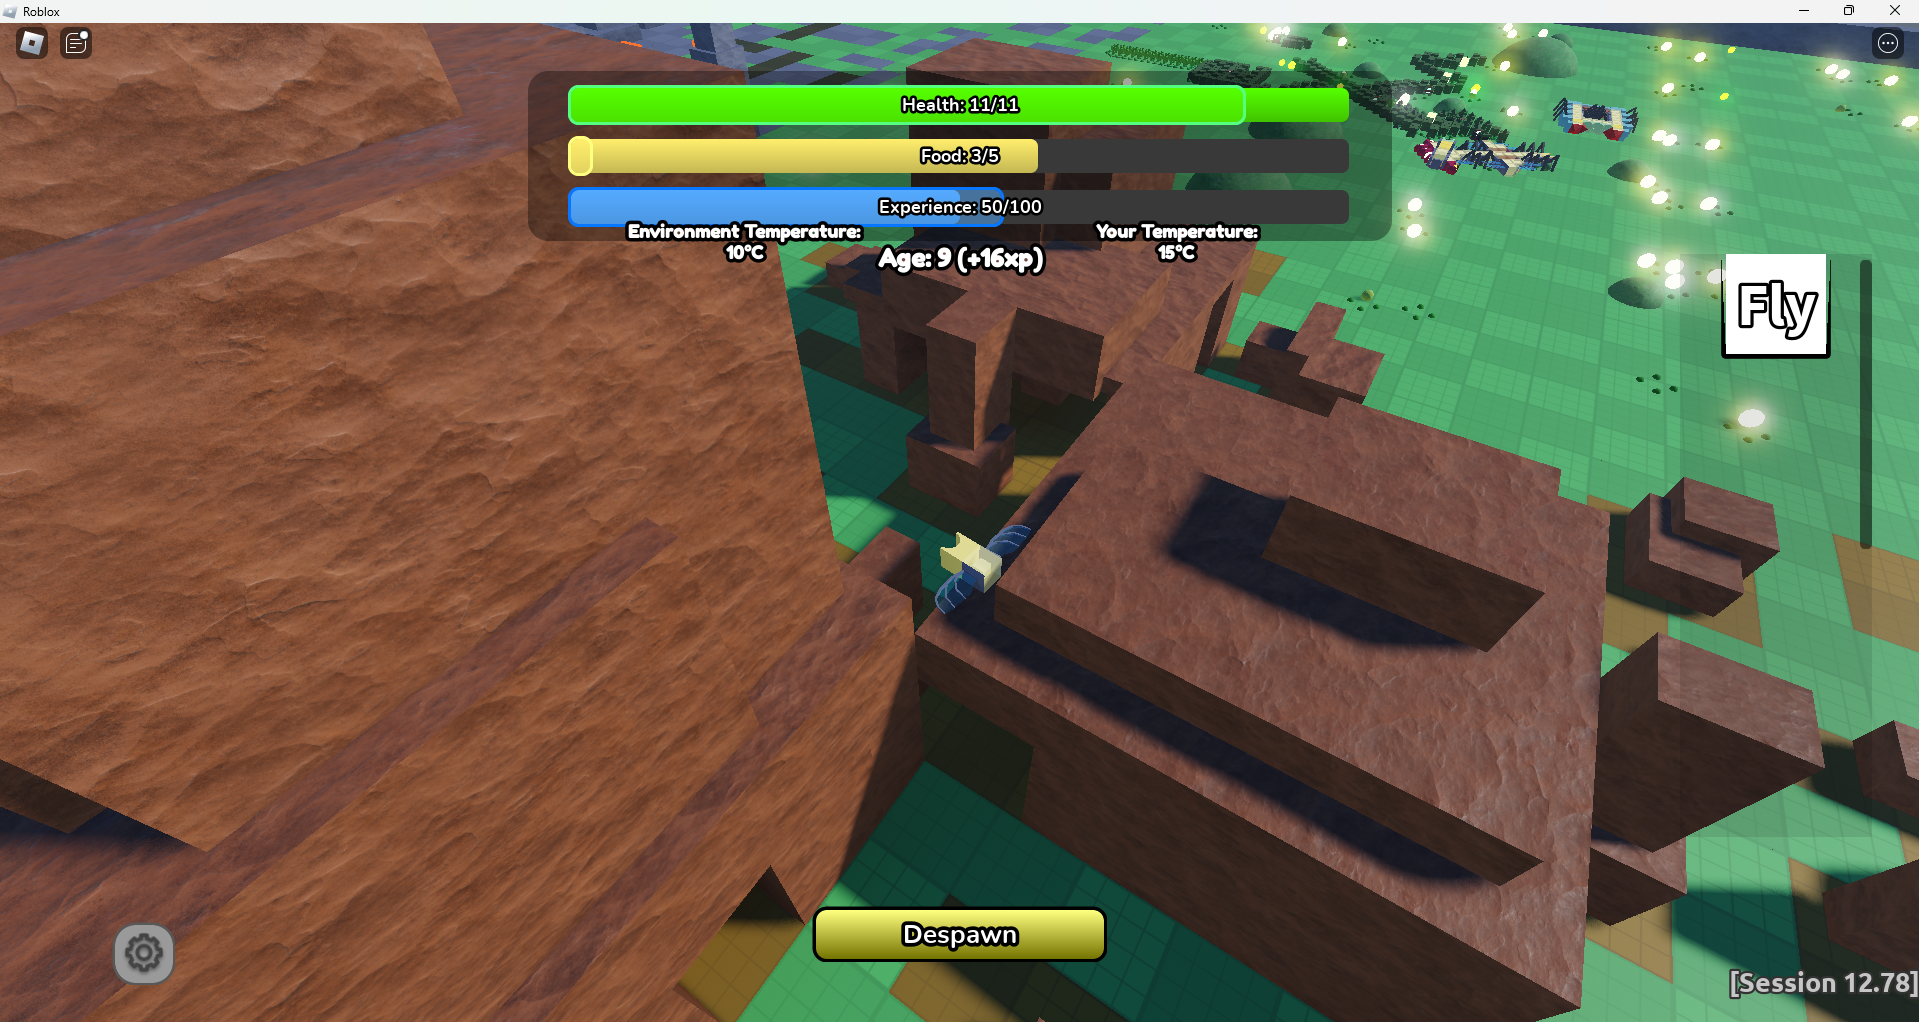 Roblox
Health: 11/11
Food: 3/5
Experience: 50/100
Environment Temperature:
10°C
Your Temperature:
15°C
Age: 9 (+16xp)
Fly
Despawn
[Session 12.78]